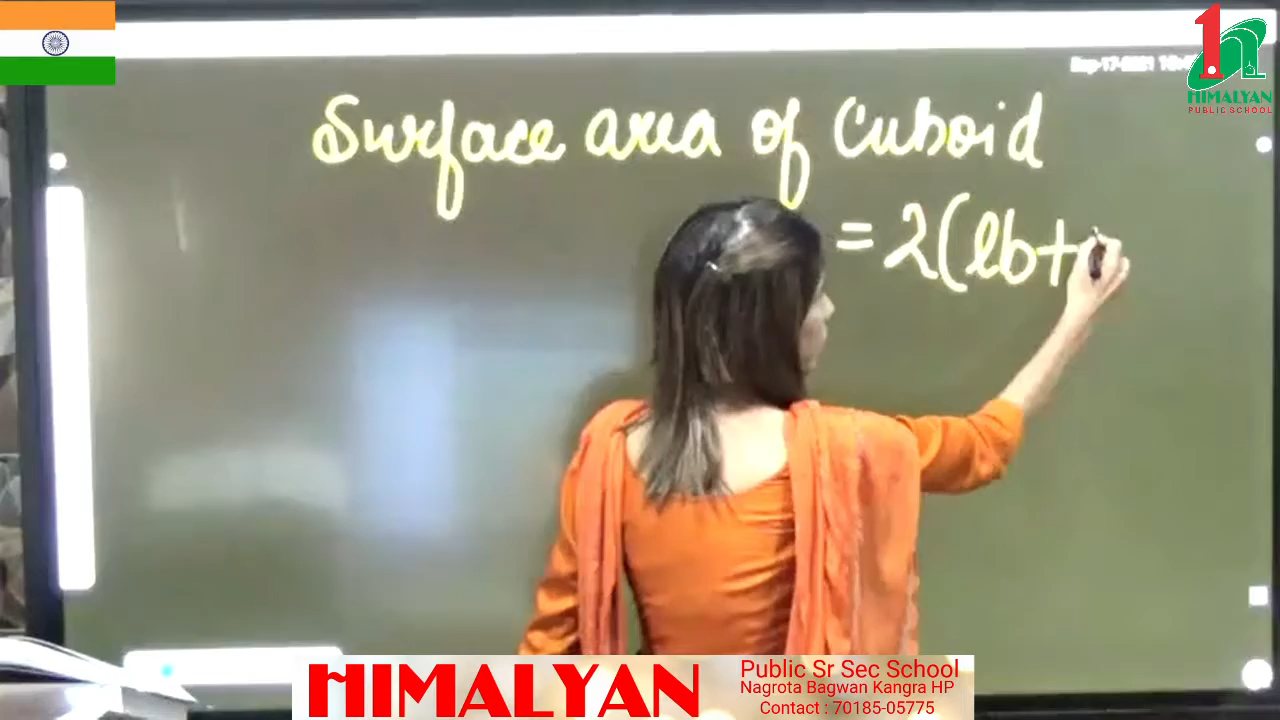 HIMALYAN
PUBLIC SCHOOL
Surface area of Cuboid
= 2(lb+
HIMALYAN
Public Sr Sec School
Nagrota Bagwan Kangra HP
Contact : 70185-05775